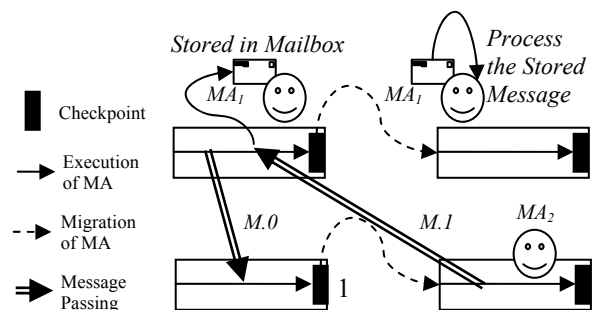 Stored in Mailbox
Process
the Stored
Message
MA₁
MA₁
Checkpoint
Execution
of MA
Migration
of MA
Message
Passing
M.0
M.1
MA₂
1